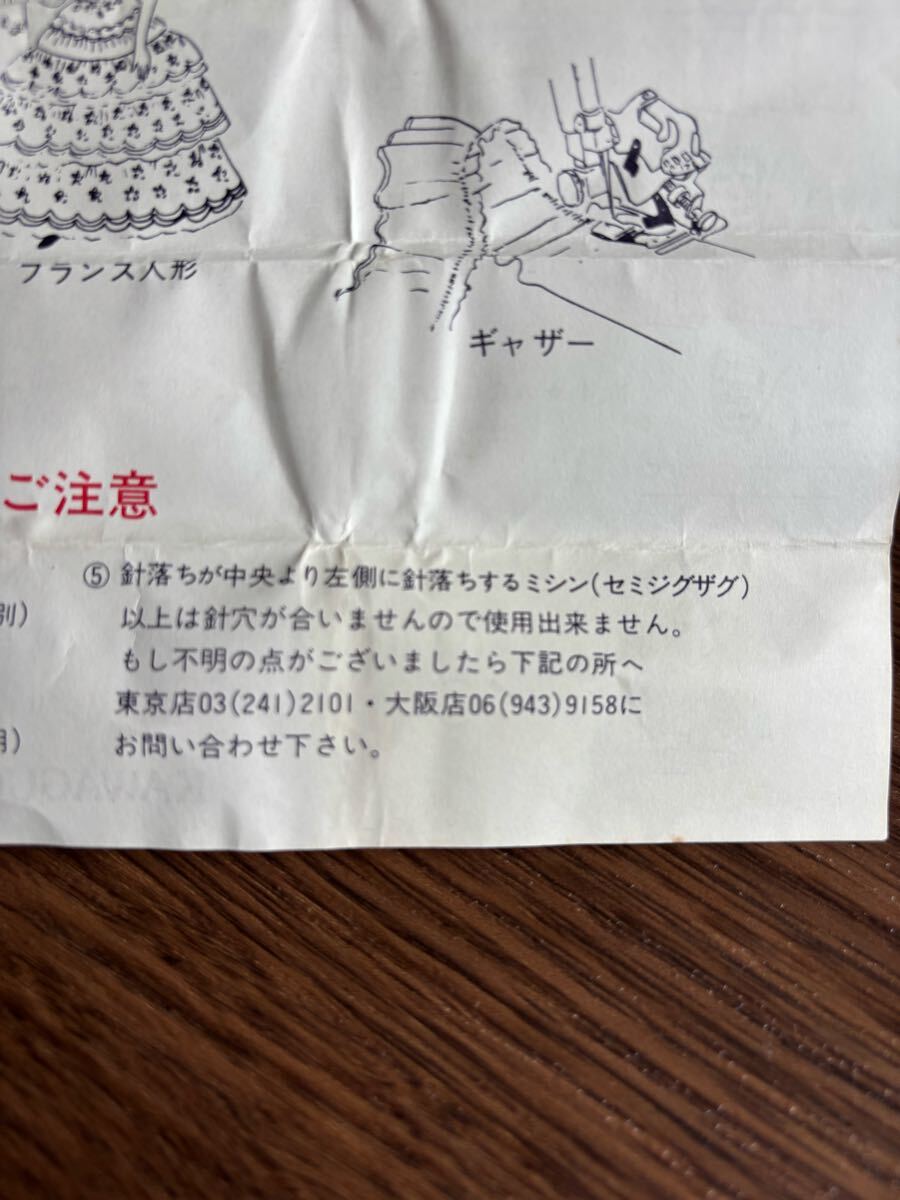 フランス人形
ギャザー
ご注意
⑤ 針落ちが中央より左側に針落ちするミシン(セミジグザグ)
別)
以上は針穴が合いませんので使用出来ません。
もし不明の点がございましたら下記の所へ
東京店03(241)2101・大阪店06(943)9158に
お問い合わせ下さい。